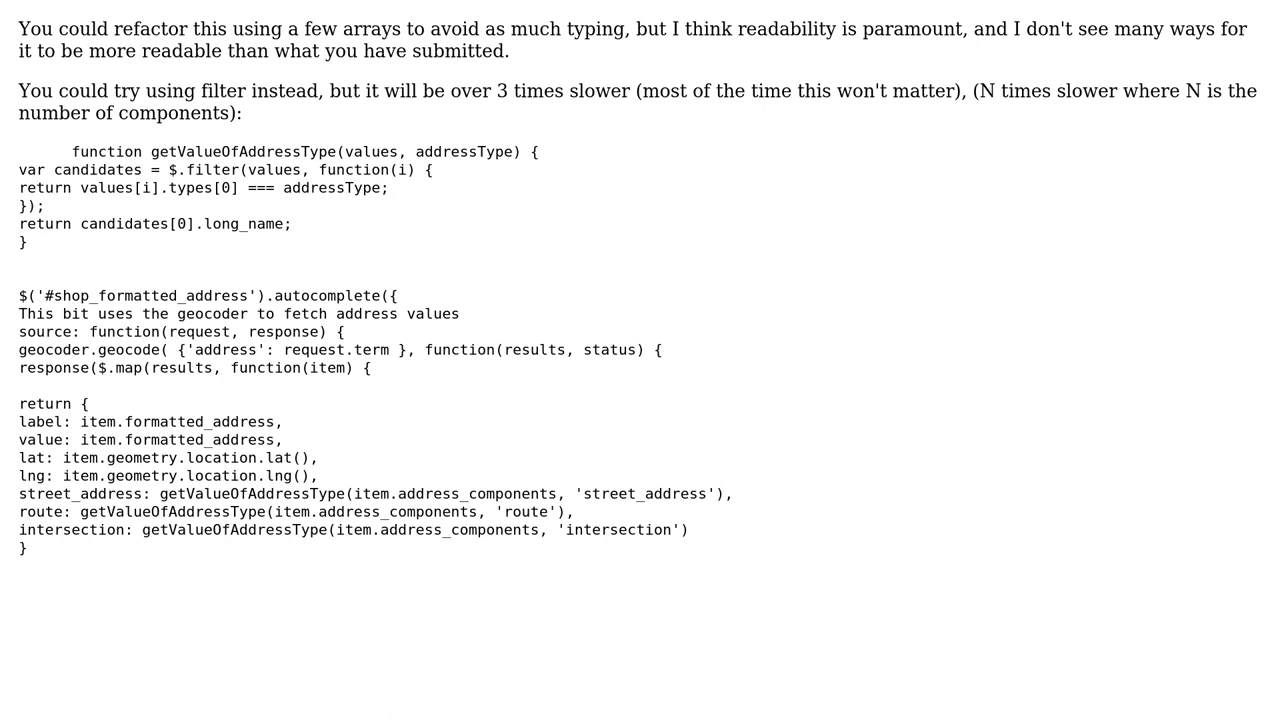 You could refactor this using a few arrays to avoid as much typing, but I think readability is paramount, and I don't see many ways for
it to be more readable than what you have submitted.
You could try using filter instead, but it will be over 3 times slower (most of the time this won't matter), (N times slower where N is the
number of components):
function getValueOfAddressType(values, addressType) {
var candidates = $.filter(values, function(i) {
return values[i].types[0] === addressType;
});
return candidates[0].long_name;
}
$('#shop_formatted_address').autocomplete({
This bit uses the geocoder to fetch address values
source: function(request, response) {
geocoder.geocode( {'address': request.term }, function(results, status) {
response($.map(results, function(item) {
return {
label: item.formatted_address,
value: item.formatted_address,
lat: item.geometry.location.lat(),
lng: item.geometry.location.lng(),
street_address: getValueOfAddressType(item.address_components, 'street_address'),
route: getValueOfAddressType(item.address_components, 'route'),
intersection: getValueOfAddressType(item.address_components, 'intersection')
}